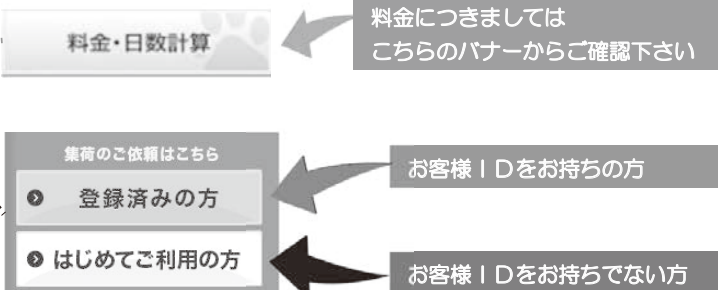 料金・日数計算
料金につきましては
こちらのバナーからご確認下さい
集荷のご依頼はこちら
登録済みの方
お客様IDをお持ちの方
はじめてご利用の方
お客様IDをお持ちでない方